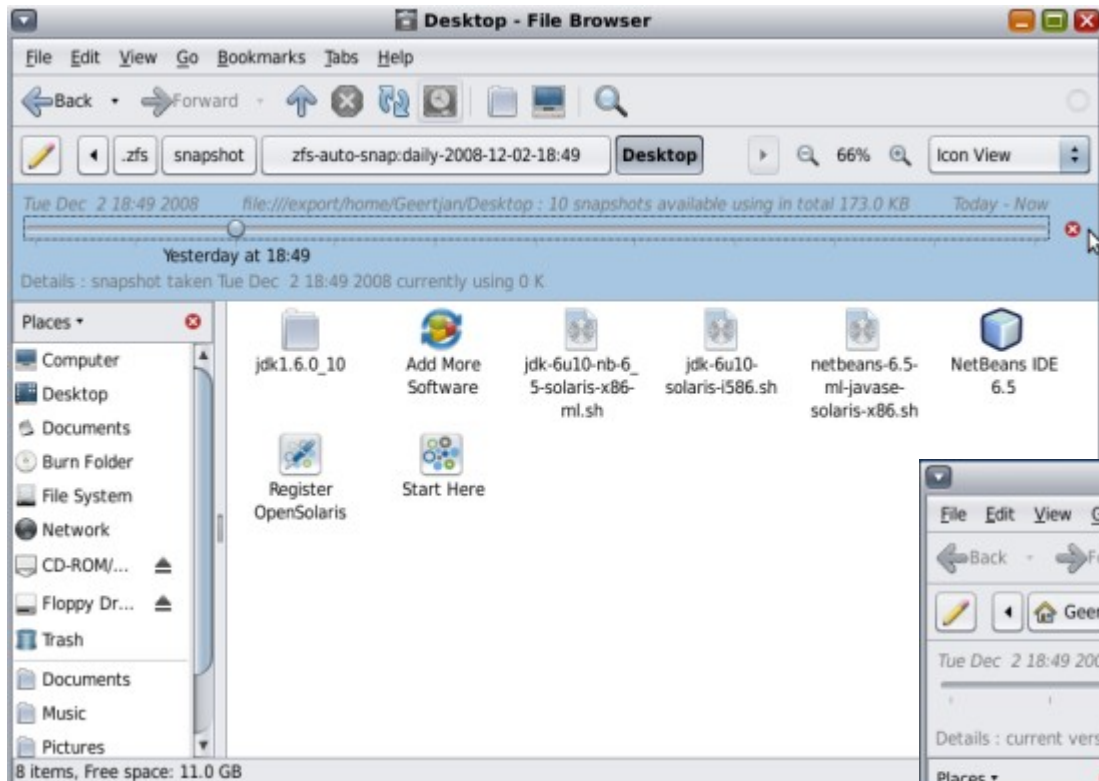 Desktop - File Browser
File Edit View Go Bookmarks Tabs Help
Back Forward
.zfs snapshot zfs-auto-snap:daily-2008-12-02-18:49 Desktop 66% Icon View
Tue Dec 2 18:49 2008 file:///export/home/Geertjan/Desktop : 10 snapshots available using in total 173.0 KB Today - Now
Yesterday at 18:49
Details : snapshot taken Tue Dec 2 18:49 2008 currently using 0 K
Places
Computer
Desktop
Documents
Burn Folder
File System
Network
CD-ROM/...
Floppy Dr...
Trash
Documents
Music
Pictures
jdk1.6.0_10
Add More
Software
jdk-6u10-nb-6_
5-solaris-x86-
ml.sh
jdk-6u10-
solaris-i586.sh
netbeans-6.5-
ml-javase-
solaris-x86.sh
NetBeans IDE
6.5
Register
OpenSolaris
Start Here
8 items, Free space: 11.0 GB
File Edit View G
Back Fo
Geer
Tue Dec 2 18:49 200
Details : current vers
Places